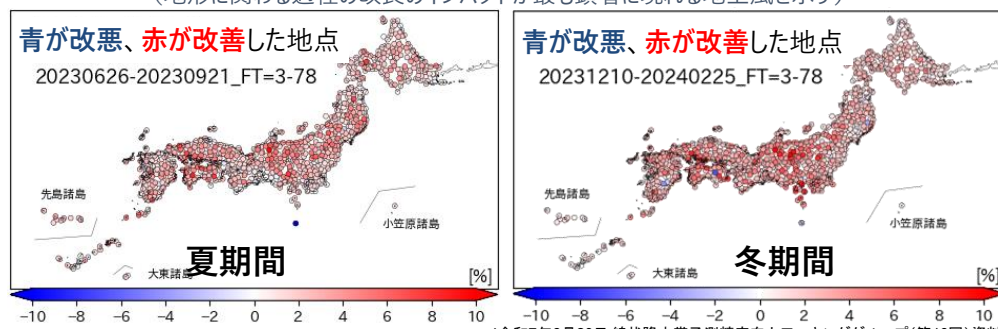 青が改悪、赤が改善した地点
20230626-20230921_FT=3-78
先島諸島
小笠原諸島
大東諸島
夏期間
[%]
−10 −8 −6 −4 −2 0 2 4 6 8 10
青が改悪、赤が改善した地点
20231210-20240225_FT=3-78
先島諸島
小笠原諸島
大東諸島
冬期間
[%]
−10 −8 −6 −4 −2 0 2 4 6 8 10